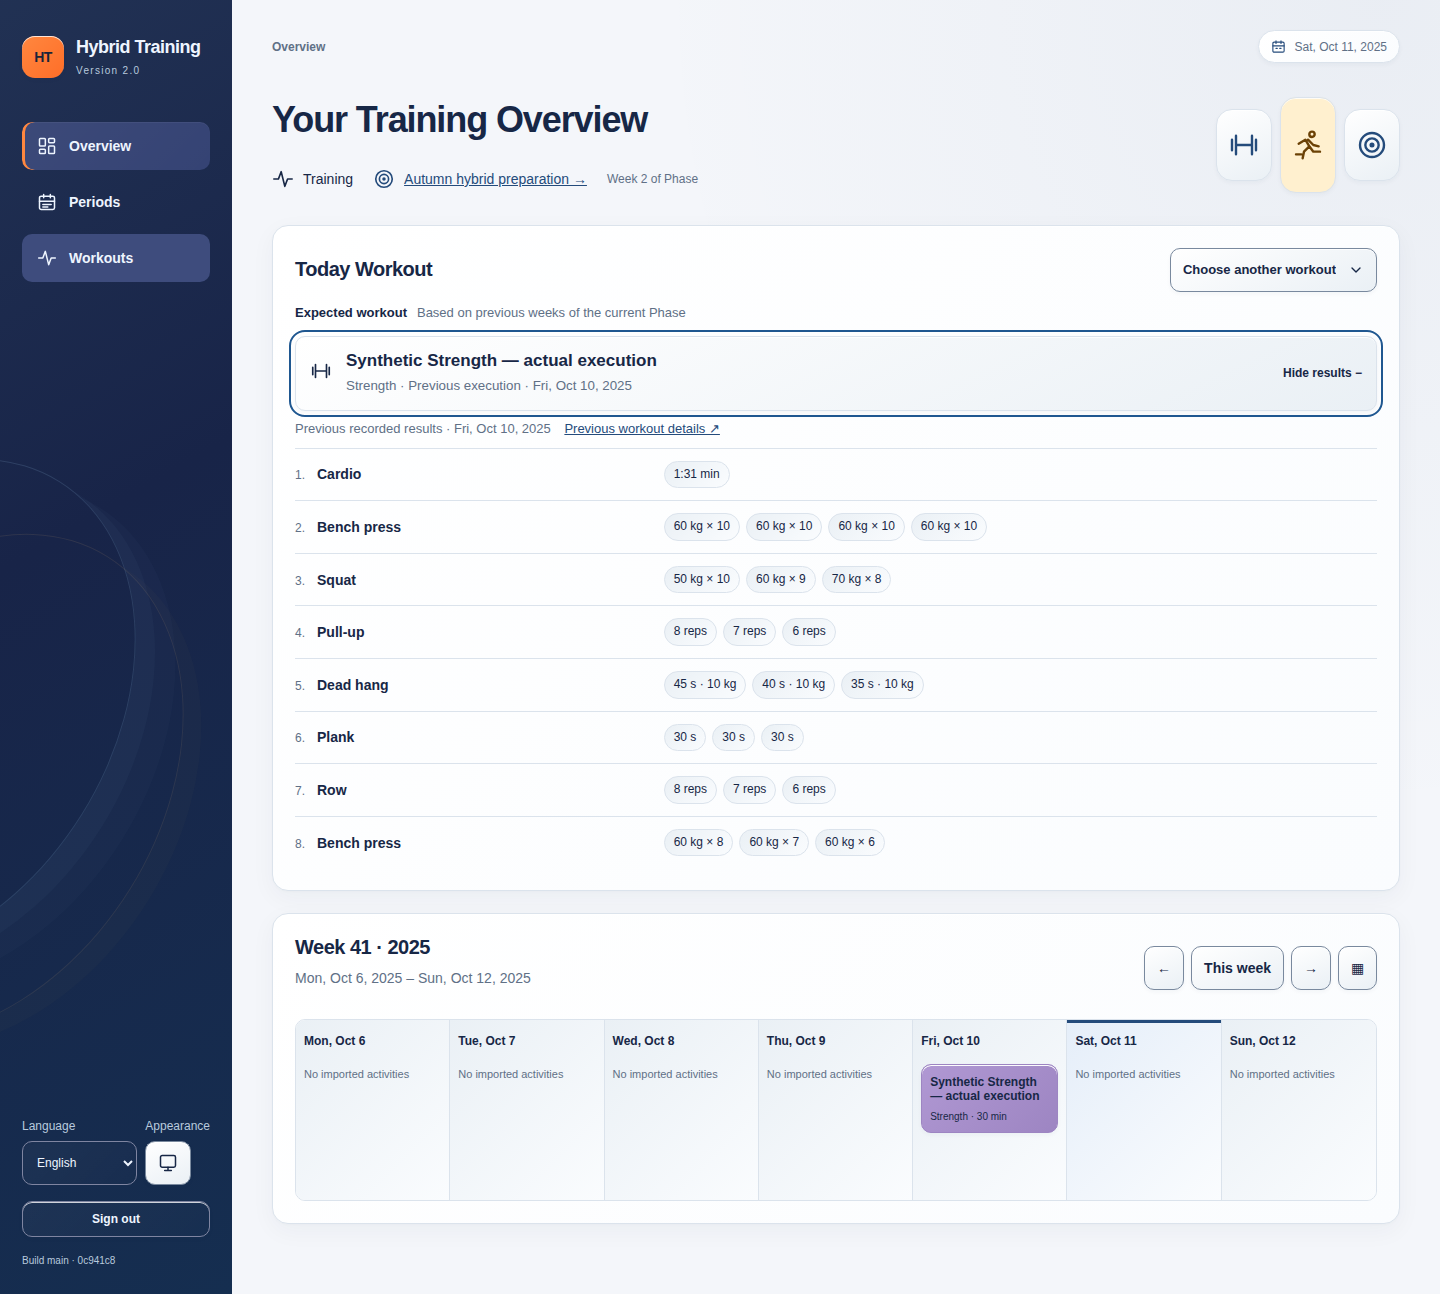 HT
Hybrid Training
Version 2.0
Overview
Periods
Workouts
Language
Appearance
English
Sign out
Build main · 0c941c8
Overview
Sat, Oct 11, 2025
Your Training Overview
Training
Autumn hybrid preparation →
Week 2 of Phase
Today Workout
Choose another workout
Expected workout Based on previous weeks of the current Phase
Synthetic Strength — actual execution
Strength · Previous execution · Fri, Oct 10, 2025
Hide results −
Previous recorded results · Fri, Oct 10, 2025 Previous workout details ↗
1. Cardio 1:31 min
2. Bench press 60 kg × 10 60 kg × 10 60 kg × 10 60 kg × 10
3. Squat 50 kg × 10 60 kg × 9 70 kg × 8
4. Pull-up 8 reps 7 reps 6 reps
5. Dead hang 45 s · 10 kg 40 s · 10 kg 35 s · 10 kg
6. Plank 30 s 30 s 30 s
7. Row 8 reps 7 reps 6 reps
8. Bench press 60 kg × 8 60 kg × 7 60 kg × 6
Week 41 · 2025
Mon, Oct 6, 2025 – Sun, Oct 12, 2025
← This week →
Mon, Oct 6
No imported activities
Tue, Oct 7
No imported activities
Wed, Oct 8
No imported activities
Thu, Oct 9
No imported activities
Fri, Oct 10
Synthetic Strength
— actual execution
Strength · 30 min
Sat, Oct 11
No imported activities
Sun, Oct 12
No imported activities